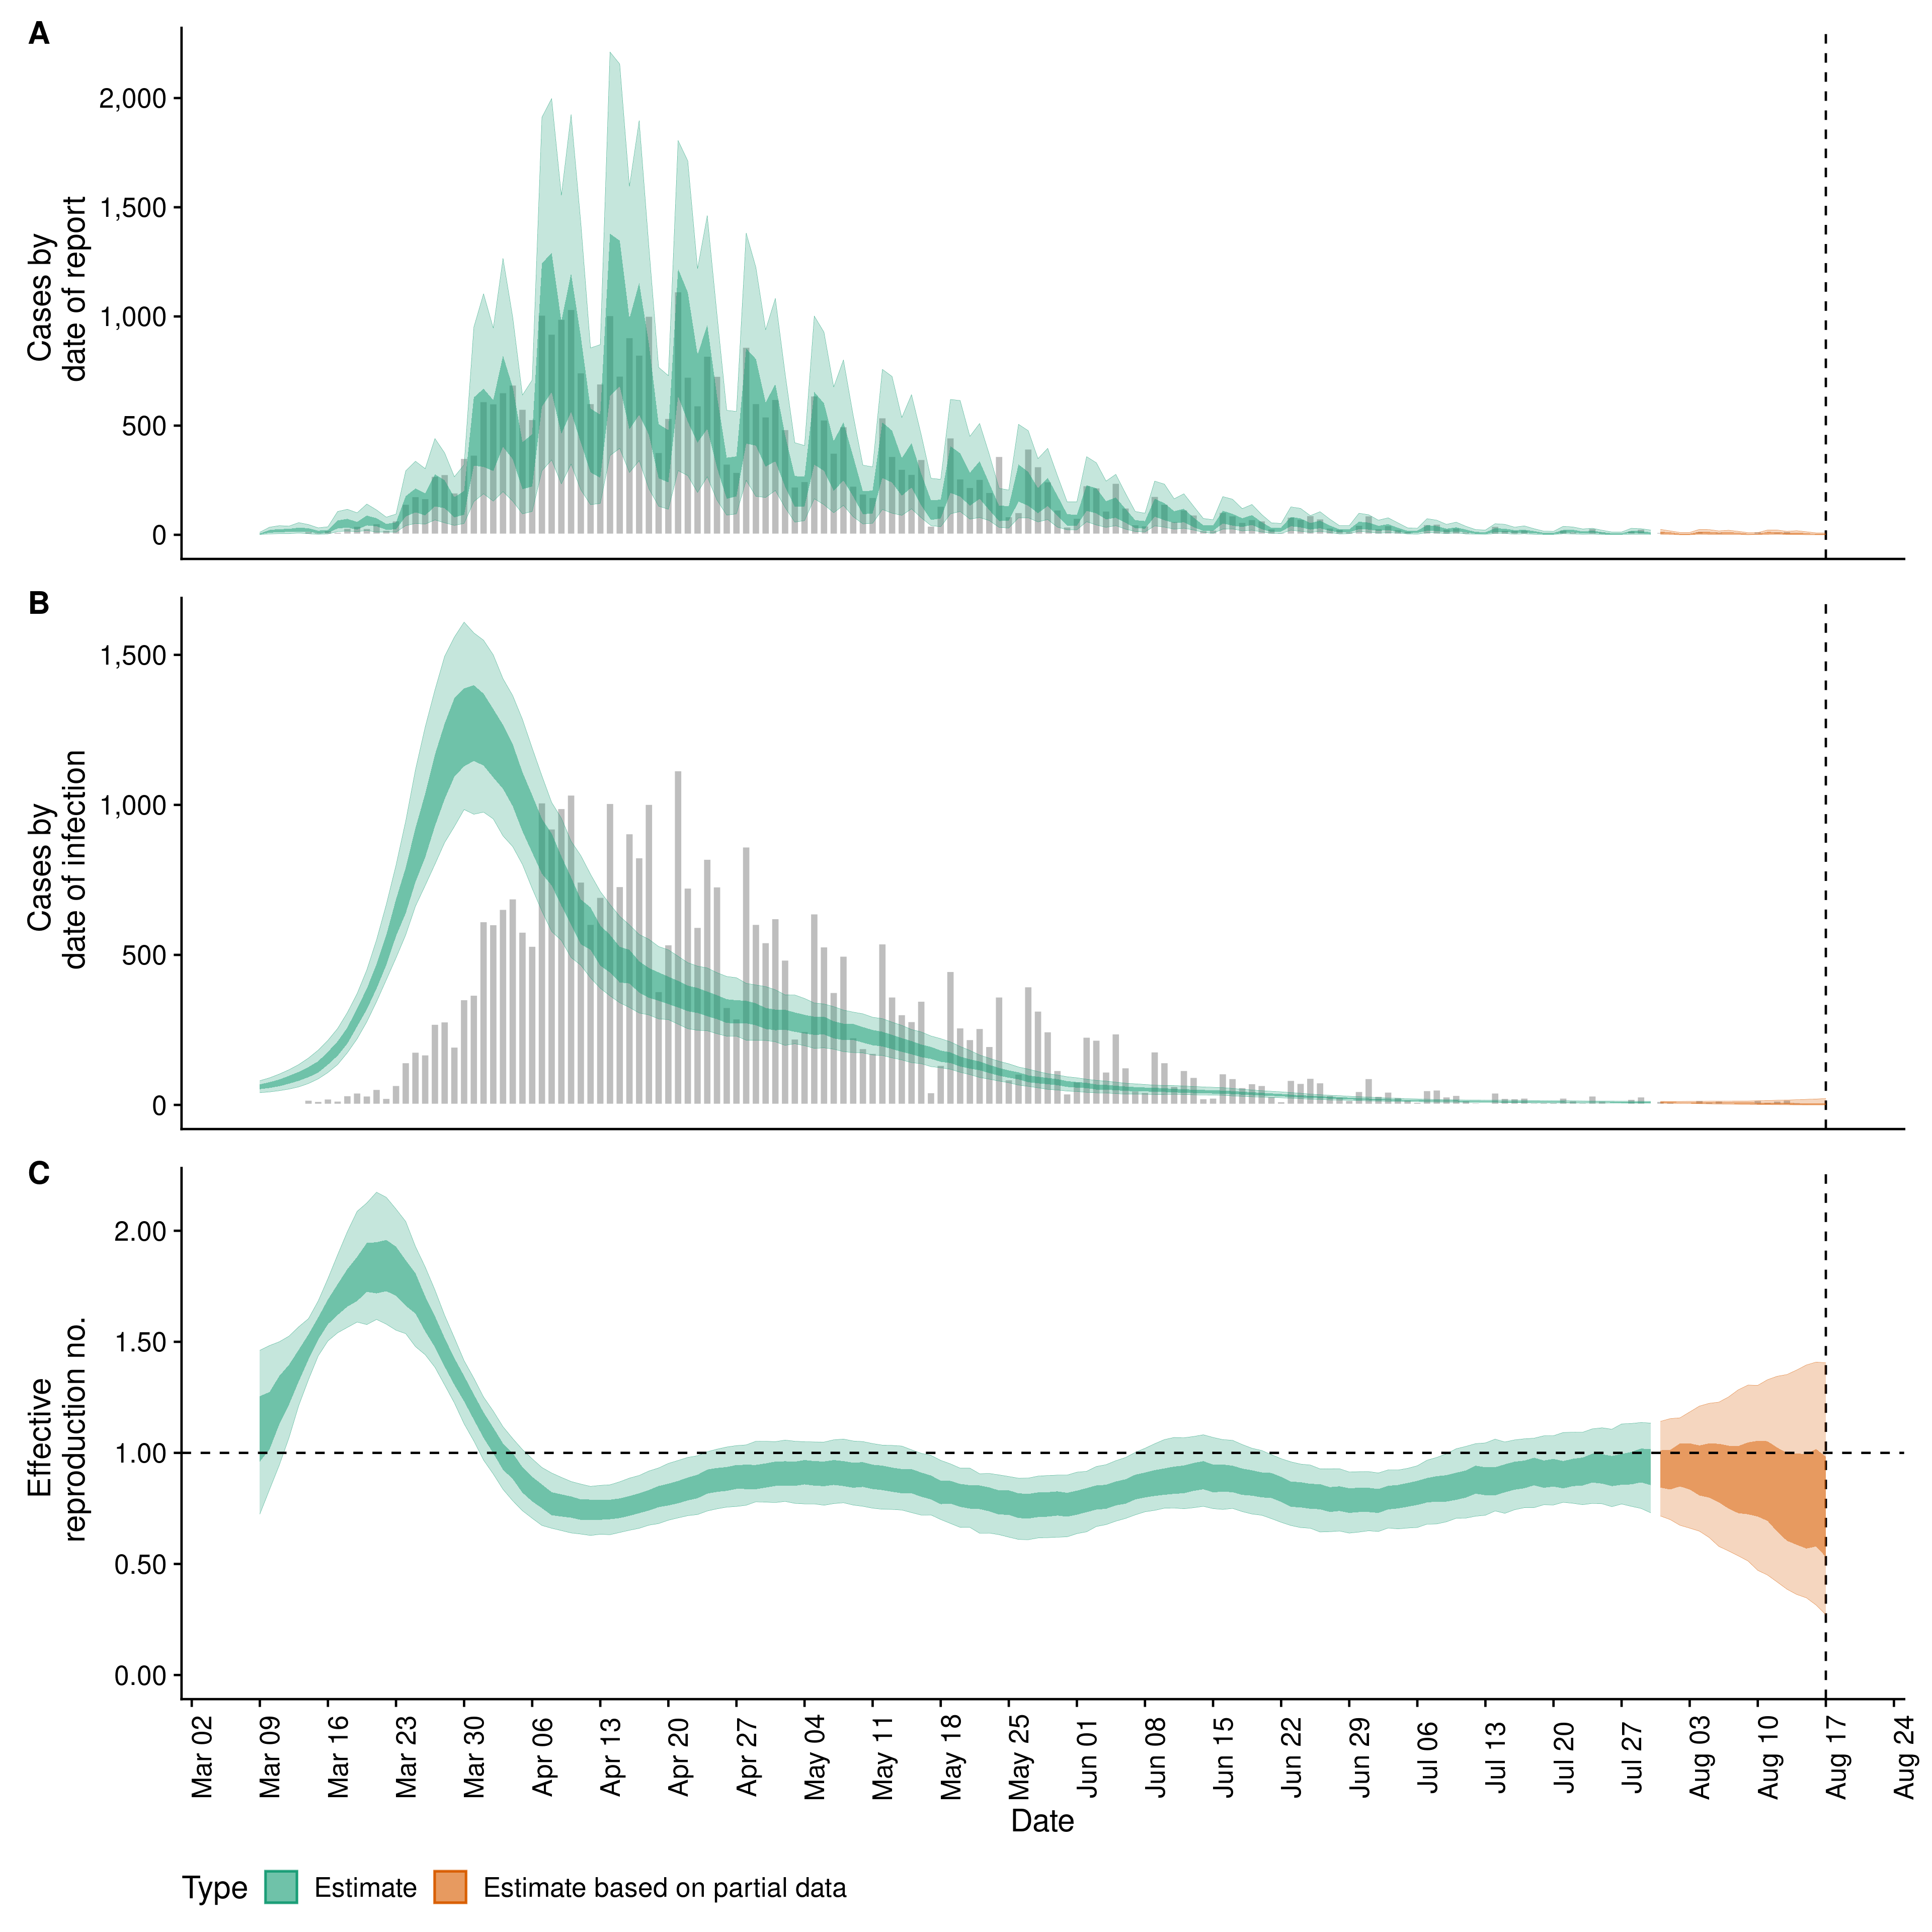 A
Cases by
date of report
2,000
1,500
1,000
500
0
B
Cases by
date of infection
1,500
1,000
500
0
C
Effective
reproduction no.
2.00
1.50
1.00
0.50
0.00
Mar 02
Mar 09
Mar 16
Mar 23
Mar 30
Apr 06
Apr 13
Apr 20
Apr 27
May 04
May 11
May 18
May 25
Jun 01
Jun 08
Jun 15
Jun 22
Jun 29
Jul 06
Jul 13
Jul 20
Jul 27
Aug 03
Aug 10
Aug 17
Aug 24
Date
Type Estimate Estimate based on partial data